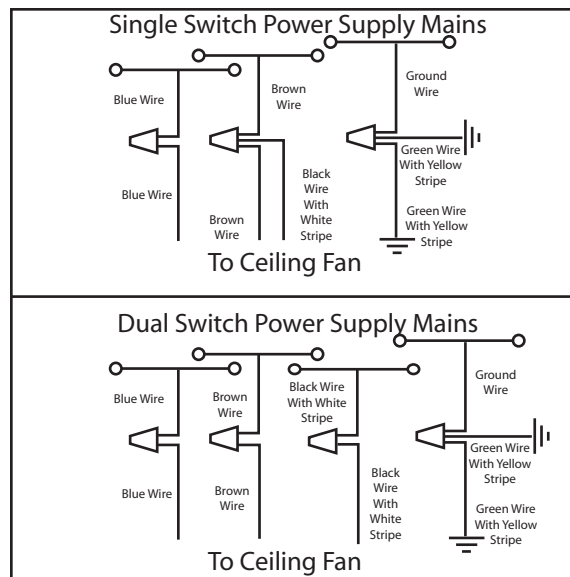 Single Switch Power Supply Mains
Blue Wire
Brown
Wire
Ground
Wire
Blue Wire
Brown
Wire
Black
Wire
With
White
Stripe
Green Wire
With Yellow
Stripe
Green Wire
With Yellow
Stripe
To Ceiling Fan
Dual Switch Power Supply Mains
Blue Wire
Brown
Wire
Black Wire
With White
Stripe
Ground
Wire
Blue Wire
Brown
Wire
Black
Wire
With
White
Stripe
Green Wire
With Yellow
Stripe
Green Wire
With Yellow
Stripe
To Ceiling Fan